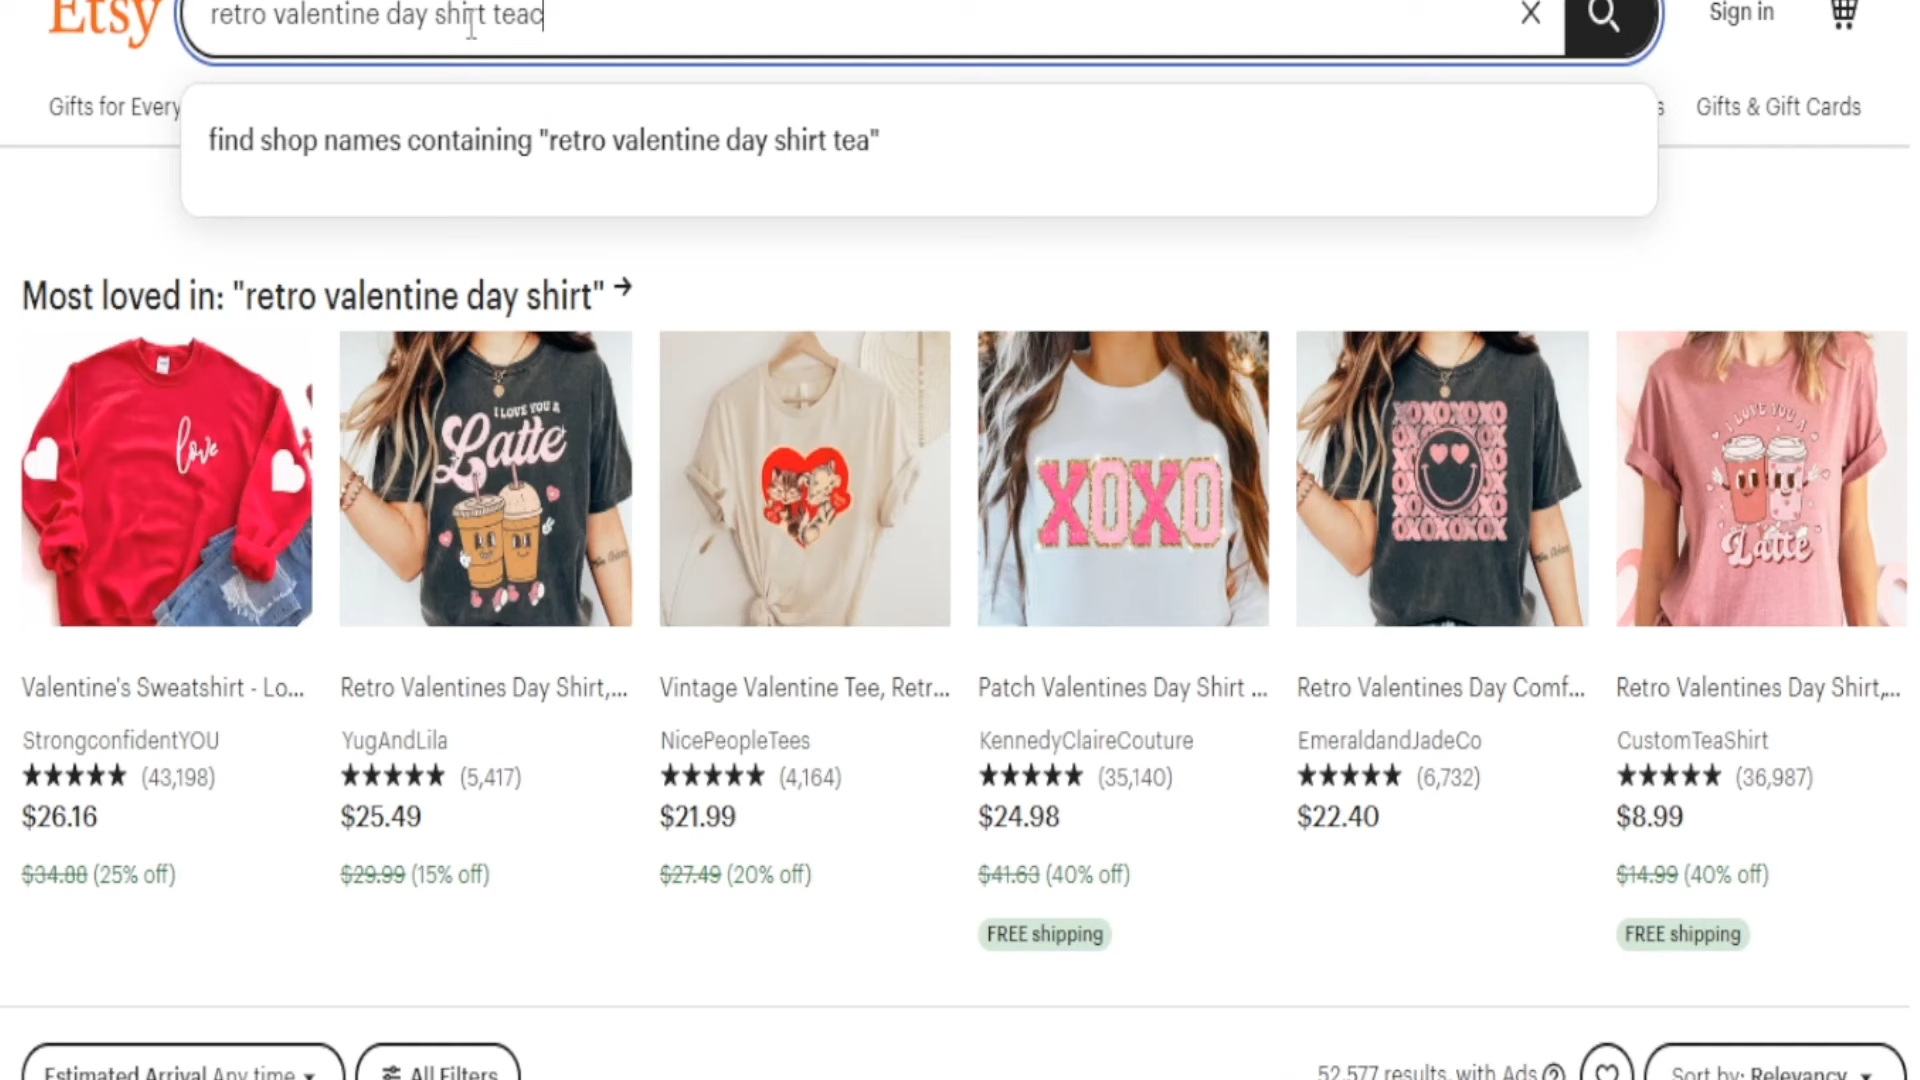 Etsy
retro valentine day shirt teac
Sign in
Gifts for Every
s
Gifts & Gift Cards
find shop names containing "retro valentine day shirt tea"
Most loved in: "retro valentine day shirt" →
love
I LOVE YOU A
Latte
XOXO
XOXOXOXO
OXOXOXOX
I LOVE YOU A
Latte
Valentine's Sweatshirt - Lo...
Retro Valentines Day Shirt,...
Vintage Valentine Tee, Retr...
Patch Valentines Day Shirt ...
Retro Valentines Day Comf...
Retro Valentines Day Shirt,...
StrongconfidentYOU
YugAndLila
NicePeopleTees
KennedyClaireCouture
EmeraldandJadeCo
CustomTeaShirt
★★★★★ (43,198)
★★★★★ (5,417)
★★★★★ (4,164)
★★★★★ (35,140)
★★★★★ (6,732)
★★★★★ (36,987)
$26.16
$25.49
$21.99
$24.98
$22.40
$8.99
$34.88 (25% off)
$29.99 (15% off)
$27.49 (20% off)
$41.63 (40% off)
$14.99 (40% off)
FREE shipping
FREE shipping
Estimated Arrival Any time
All Filters
52,577 results, with Ads
Sort by: Relevancy